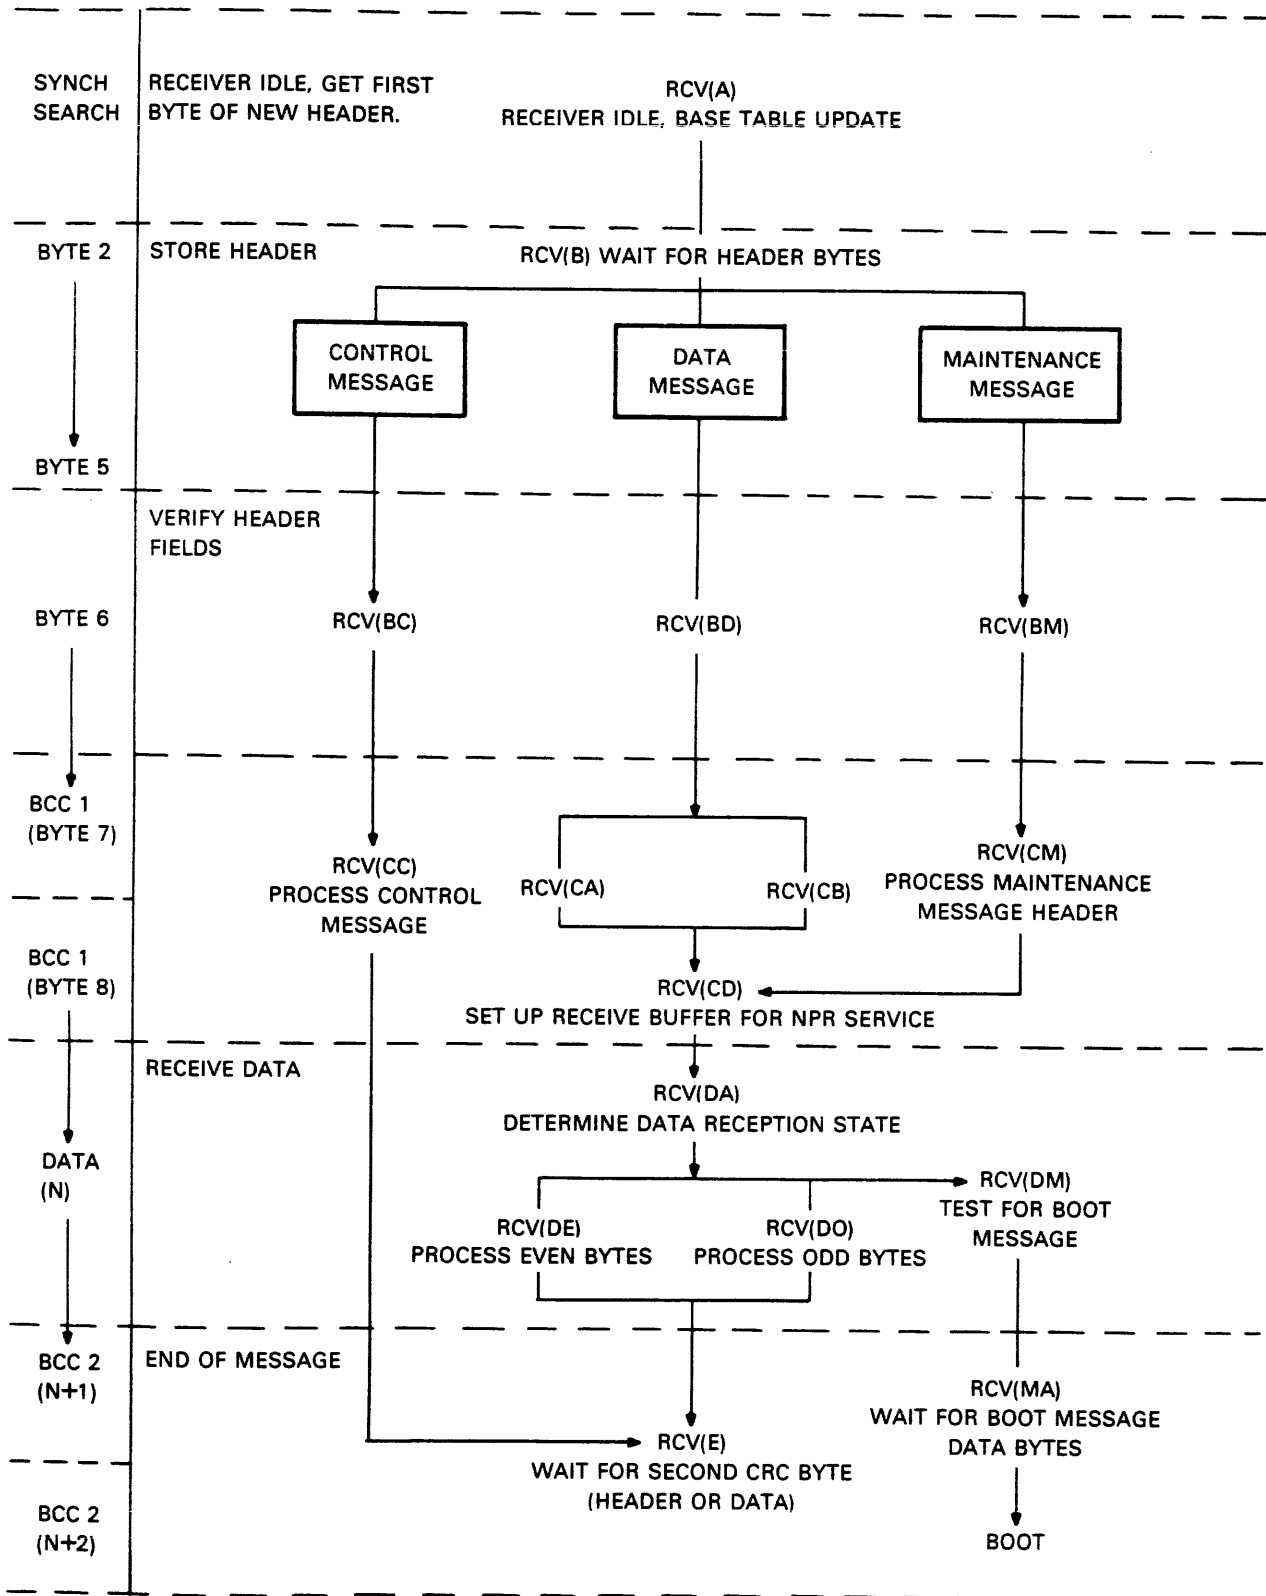 SYNCH
SEARCH
RECEIVER IDLE, GET FIRST
BYTE OF NEW HEADER.
RCV(A)
RECEIVER IDLE, BASE TABLE UPDATE
BYTE 2
STORE HEADER
RCV(B) WAIT FOR HEADER BYTES
CONTROL
MESSAGE
DATA
MESSAGE
MAINTENANCE
MESSAGE
BYTE 5
VERIFY HEADER
FIELDS
BYTE 6
RCV(BC)
RCV(BD)
RCV(BM)
BCC 1
(BYTE 7)
RCV(CC)
PROCESS CONTROL
MESSAGE
RCV(CA)
RCV(CB)
RCV(CM)
PROCESS MAINTENANCE
MESSAGE HEADER
BCC 1
(BYTE 8)
RCV(CD)
SET UP RECEIVE BUFFER FOR NPR SERVICE
RECEIVE DATA
RCV(DA)
DETERMINE DATA RECEPTION STATE
DATA
(N)
RCV(DE)
PROCESS EVEN BYTES
RCV(DO)
PROCESS ODD BYTES
RCV(DM)
TEST FOR BOOT
MESSAGE
BCC 2
(N+1)
END OF MESSAGE
RCV(MA)
WAIT FOR BOOT MESSAGE
DATA BYTES
RCV(E)
WAIT FOR SECOND CRC BYTE
(HEADER OR DATA)
BCC 2
(N+2)
BOOT